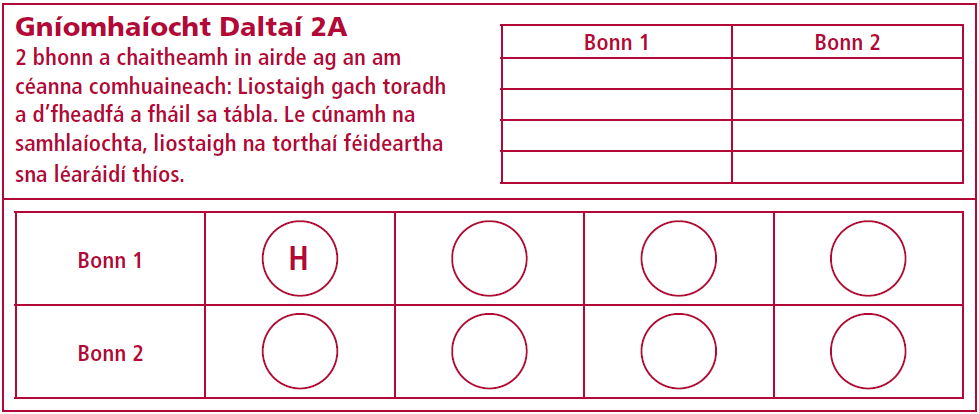 Gníomhaíocht Daltaí 2A
2 bhonn a chaitheamh in airde ag an am
céanna comhuaineach: Liostaigh gach toradh
a d'fheadfá a fháil sa tábla. Le cúnamh na
samhlaíochta, liostaigh na torthaí féideartha
sna léaráidí thíos.
Bonn 1 Bonn 2
Bonn 1 H
Bonn 2